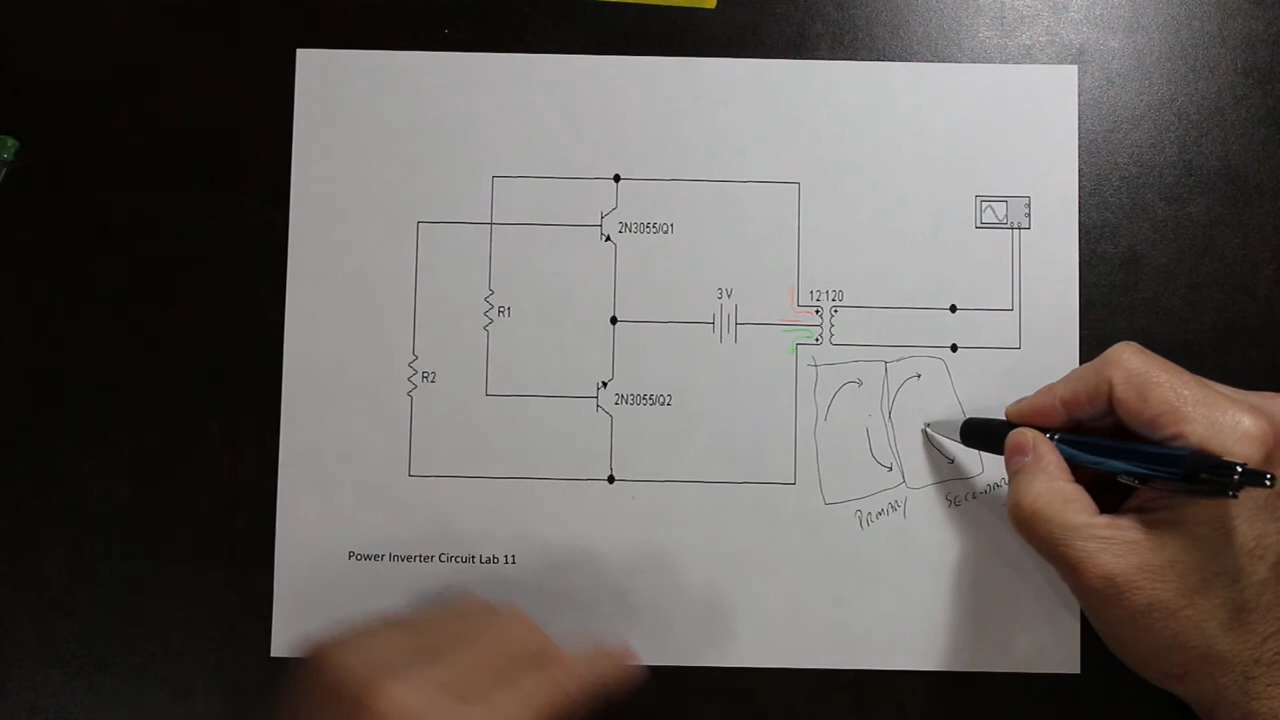 2N3055/Q1
3 V
12:120
R1
R2
2N3055/Q2
PRIMARY
Power Inverter Circuit Lab 11